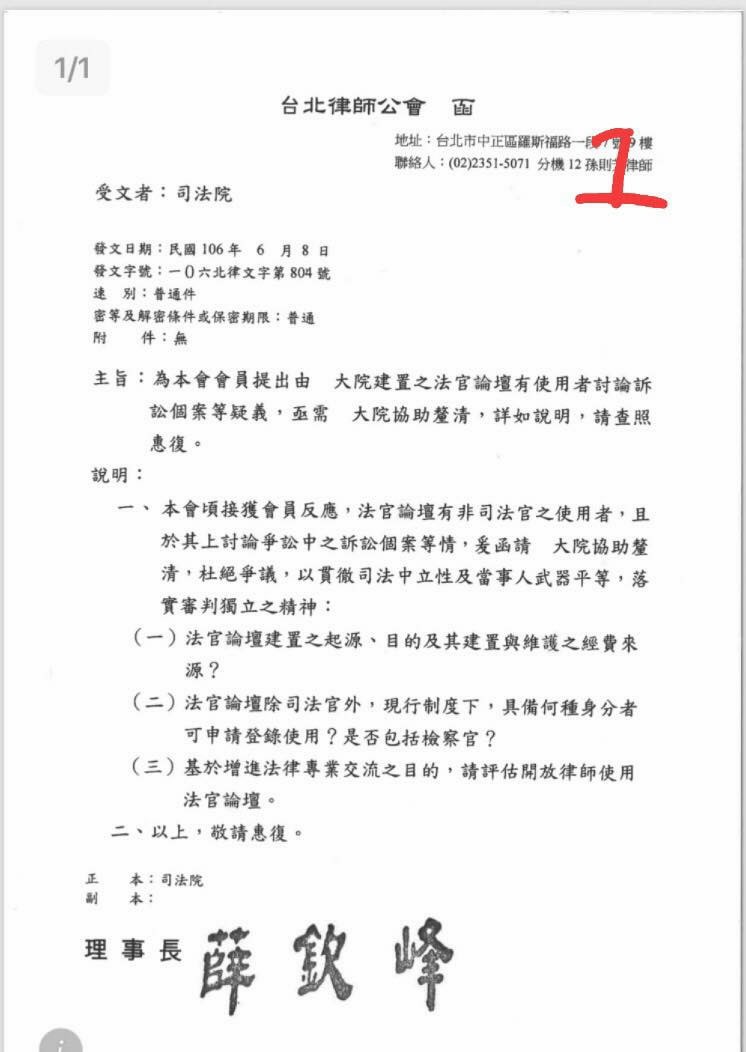 1/1
台北律師公會 函
1
地址：台北市中正區羅斯福路一段7號9樓
聯絡人：(02)2351-5071 分機 12 孫則 律師
受文者：司法院
發文日期：民國 106 年 6 月 8 日
發文字號：一０六北律文字第 804 號
速 別：普通件
密等及解密條件或保密期限：普通
附 件：無
主旨：為本會會員提出由 大院建置之法官論壇有使用者討論訴
訟個案等疑義，亟需 大院協助釐清，詳如說明，請查照
惠復。
說明：
一、本會頃接獲會員反應，法官論壇有非司法官之使用者，且
於其上討論爭訟中之訴訟個案等情，爰函請 大院協助釐
清，杜絕爭議，以貫徹司法中立性及當事人武器平等，落
實審判獨立之精神：
（一）法官論壇建置之起源、目的及其建置與維護之經費來
源？
（二）法官論壇除司法官外，現行制度下，具備何種身分者
可申請登錄使用？是否包括檢察官？
（三）基於增進法律專業交流之目的，請評估開放律師使用
法官論壇。
二、以上，敬請惠復。
正 本：司法院
副 本：
理事長 薛欽峰
i